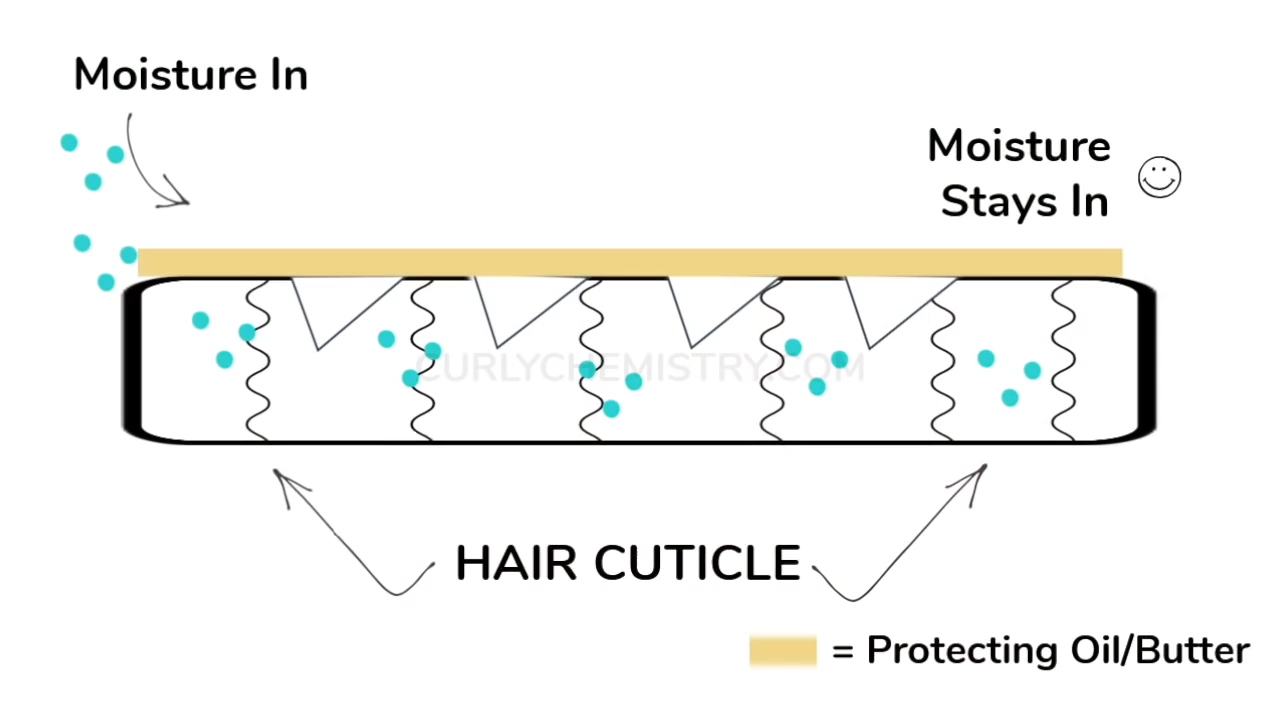 Moisture In
Moisture
Stays In
CURLYCHEMISTRY.COM
HAIR CUTICLE
= Protecting Oil/Butter